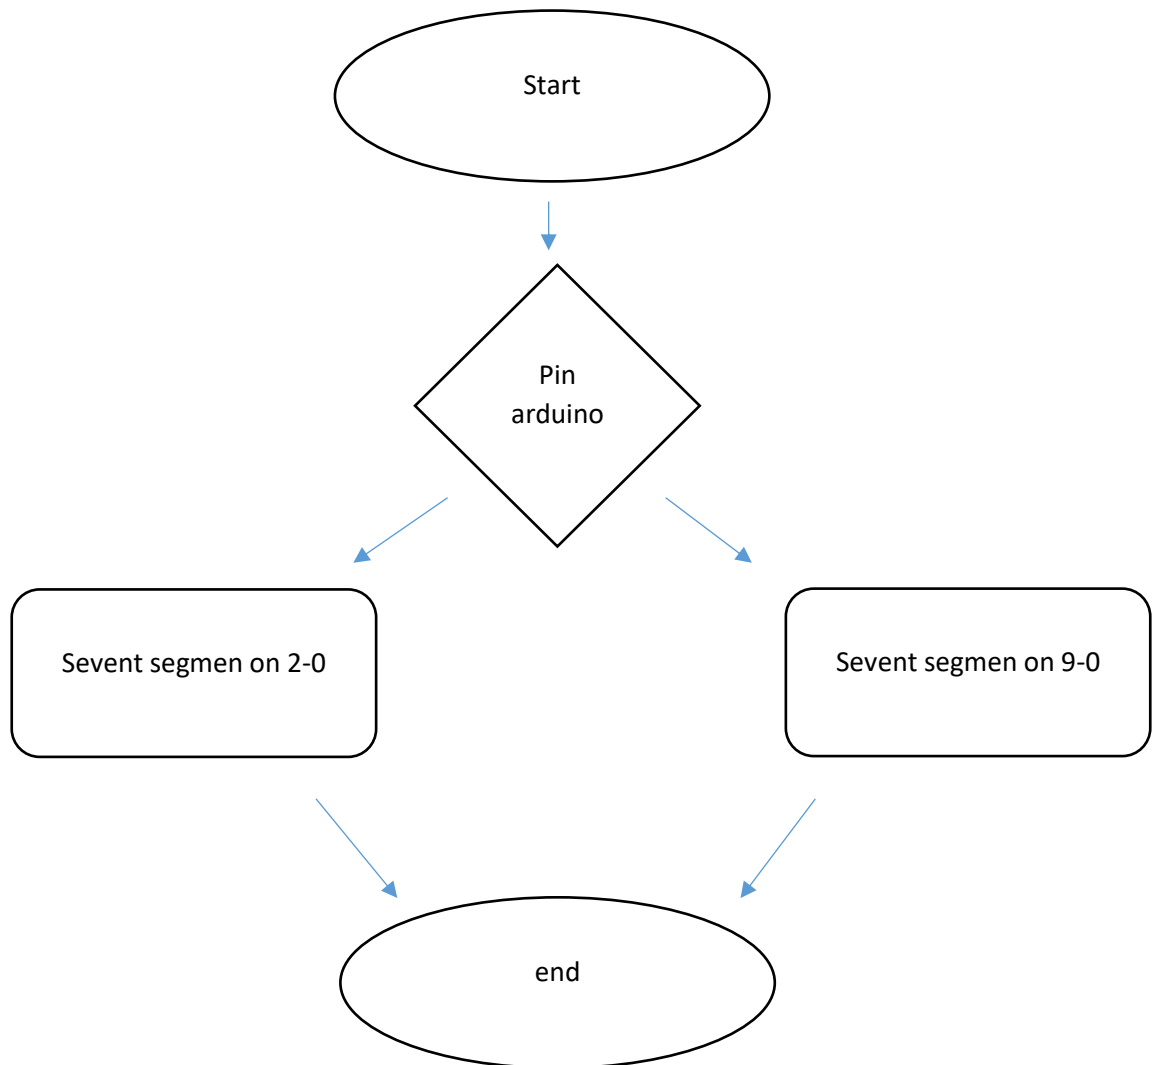 Start
Pin
arduino
Sevent segmen on 2-0
Sevent segmen on 9-0
end